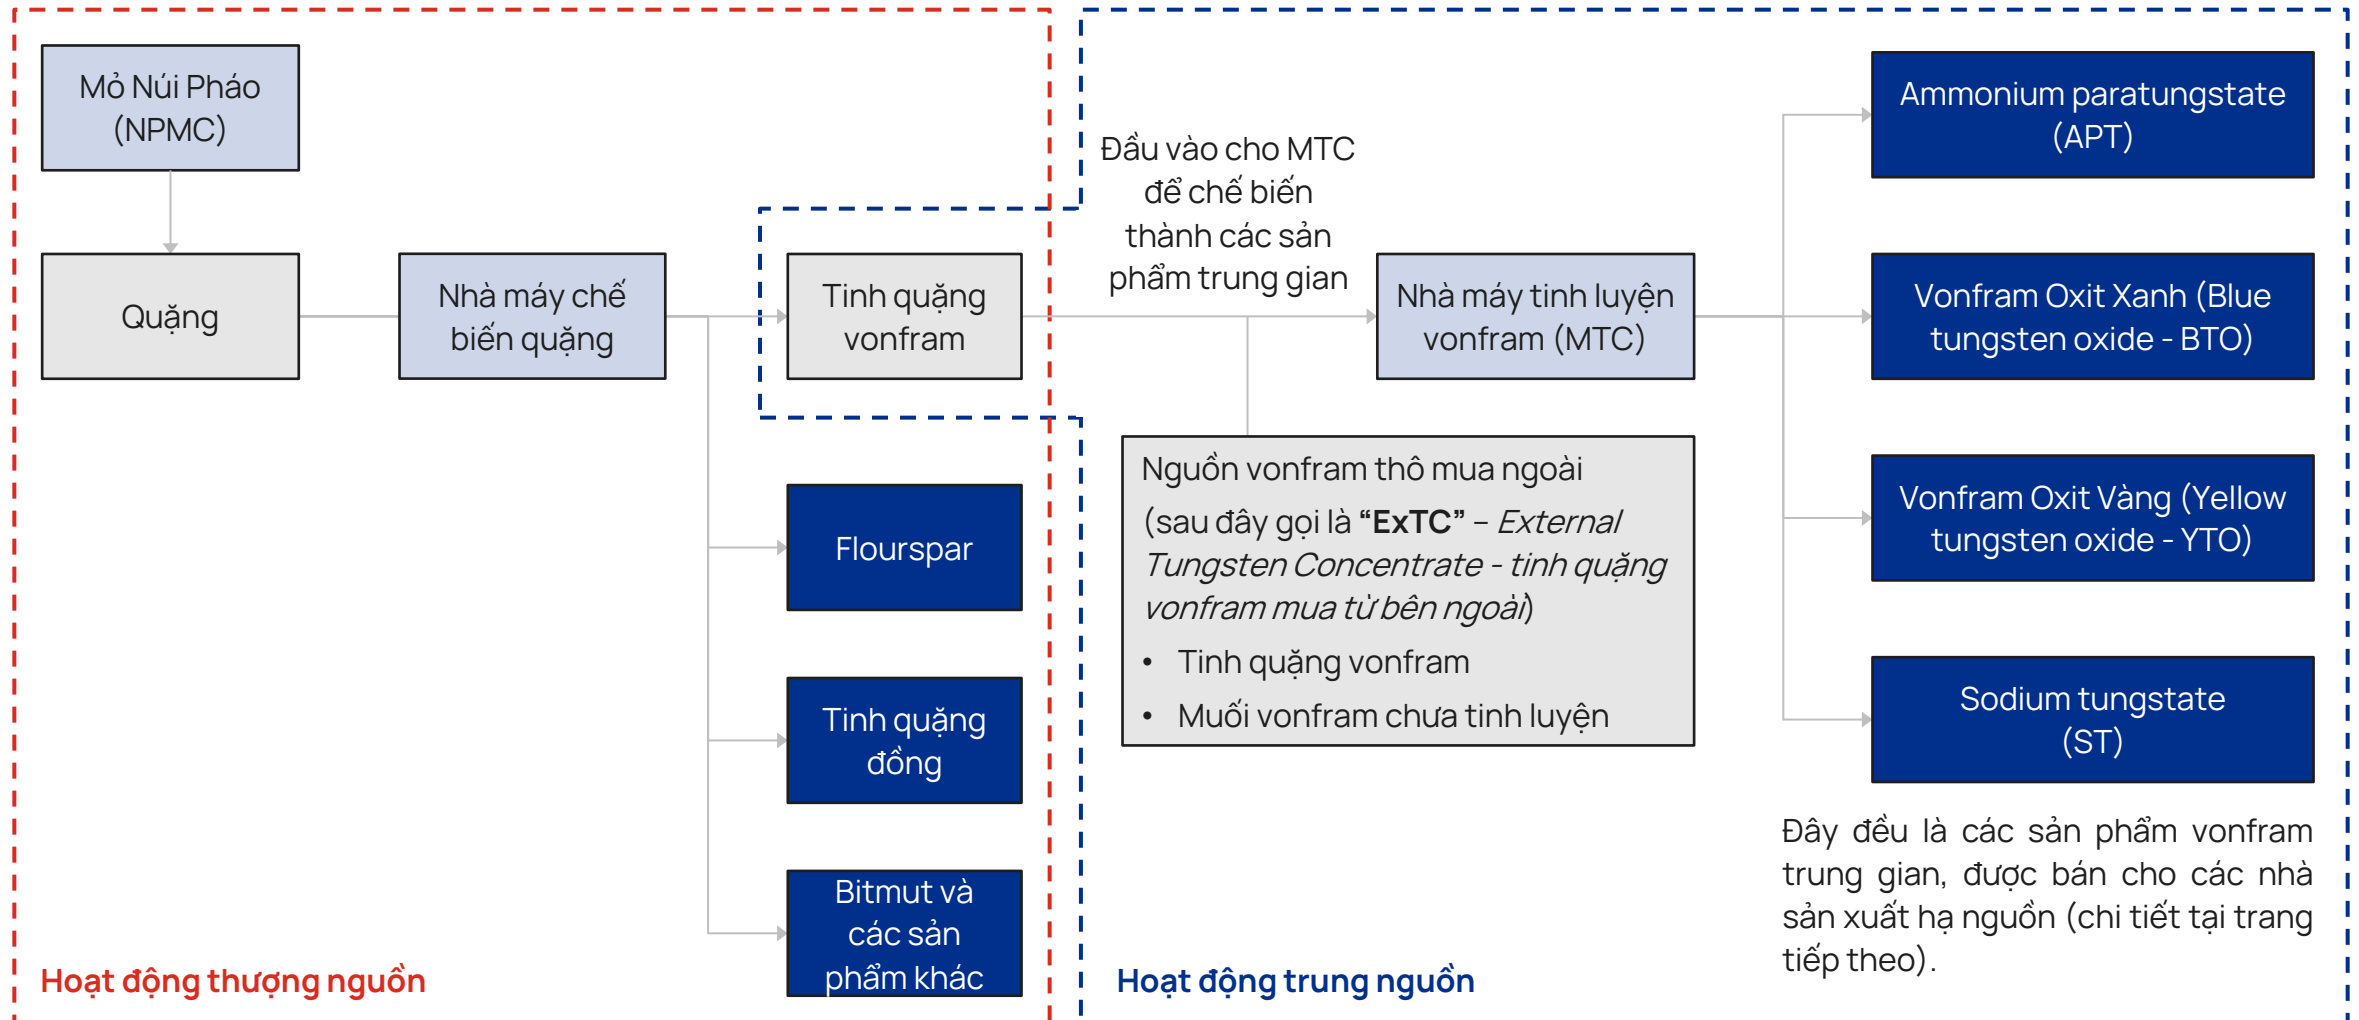 Mỏ Núi Pháo
(NPMC)
Quặng
Nhà máy chế
biến quặng
Tinh quặng
vonfram
Flourspar
Tinh quặng
đồng
Bitmut và
các sản
phẩm khác
Hoạt động thượng nguồn
Đầu vào cho MTC
để chế biến
thành các sản
phẩm trung gian
Nhà máy tinh luyện
vonfram (MTC)
Nguồn vonfram thô mua ngoài
(sau đây gọi là “ExTC” – External
Tungsten Concentrate - tinh quặng
vonfram mua từ bên ngoài)
• Tinh quặng vonfram
• Muối vonfram chưa tinh luyện
Ammonium paratungstate
(APT)
Vonfram Oxit Xanh (Blue
tungsten oxide - BTO)
Vonfram Oxit Vàng (Yellow
tungsten oxide - YTO)
Sodium tungstate
(ST)
Đây đều là các sản phẩm vonfram
trung gian, được bán cho các nhà
sản xuất hạ nguồn (chi tiết tại trang
tiếp theo).
Hoạt động trung nguồn